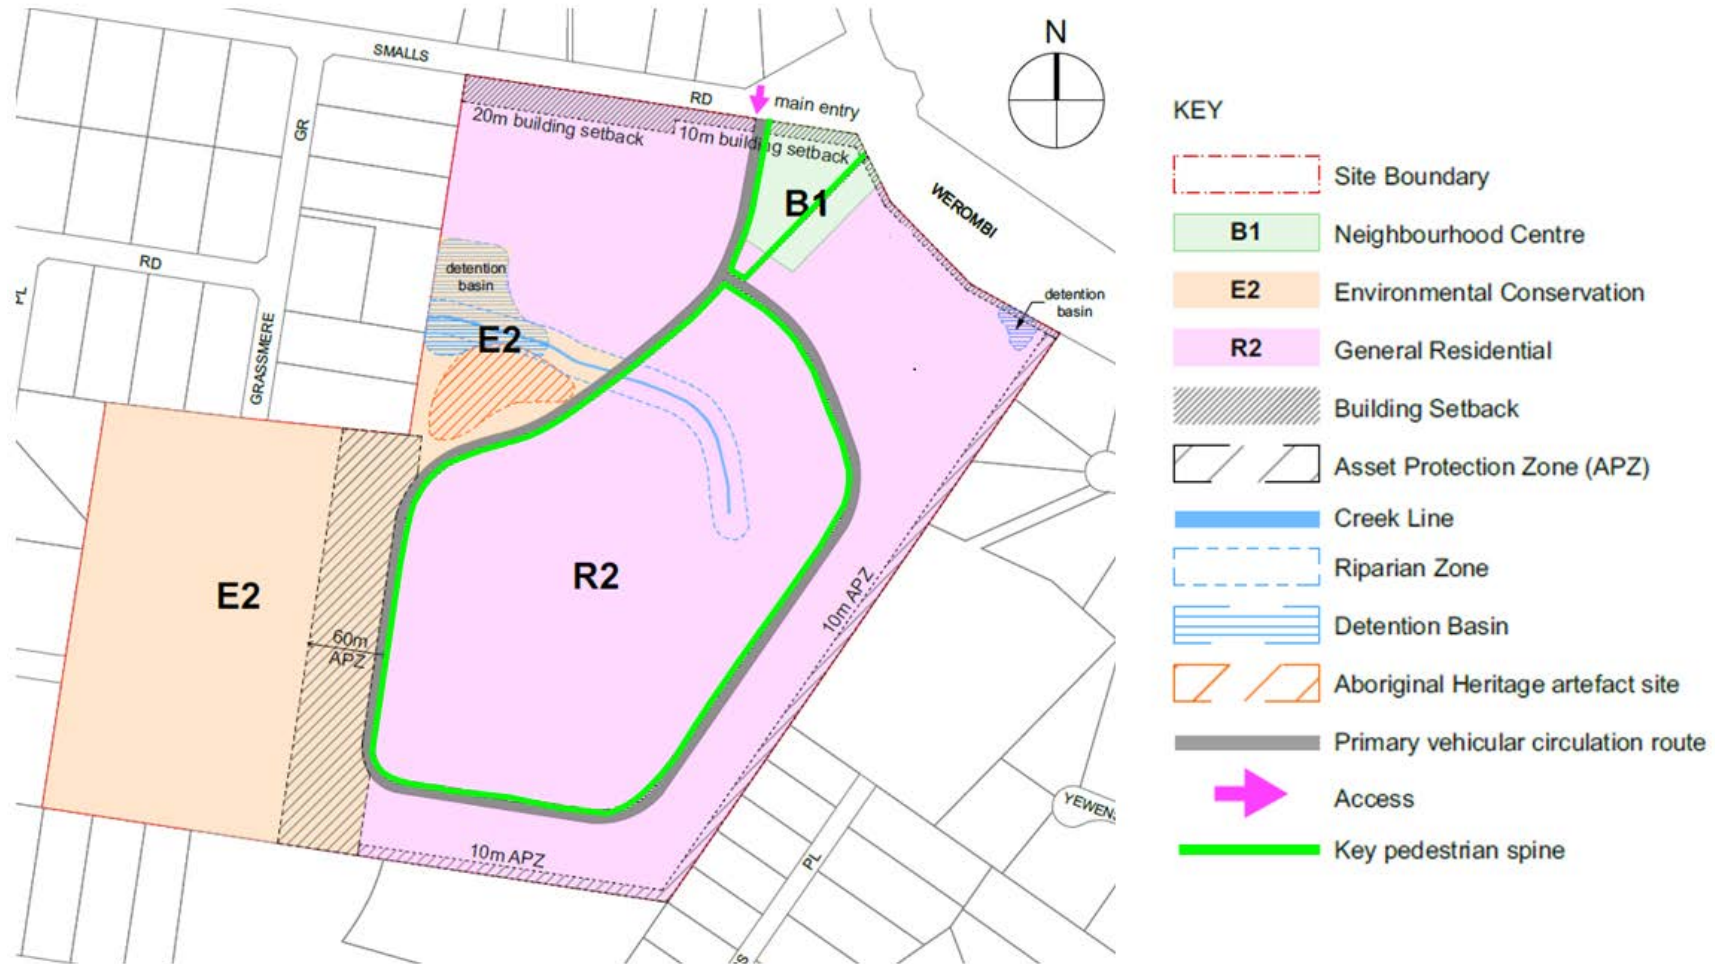 SMALLS
RD
main entry
N
20m building setback
10m building setback
GR
B1
WEROMBI
RD
PL
detention
basin
detention
basin
E2
GRASSMERE
R2
E2
60m
APZ
10m APZ
10m APZ
PL
YEWENS
KEY
Site Boundary
B1 Neighbourhood Centre
E2 Environmental Conservation
R2 General Residential
Building Setback
Asset Protection Zone (APZ)
Creek Line
Riparian Zone
Detention Basin
Aboriginal Heritage artefact site
Primary vehicular circulation route
Access
Key pedestrian spine